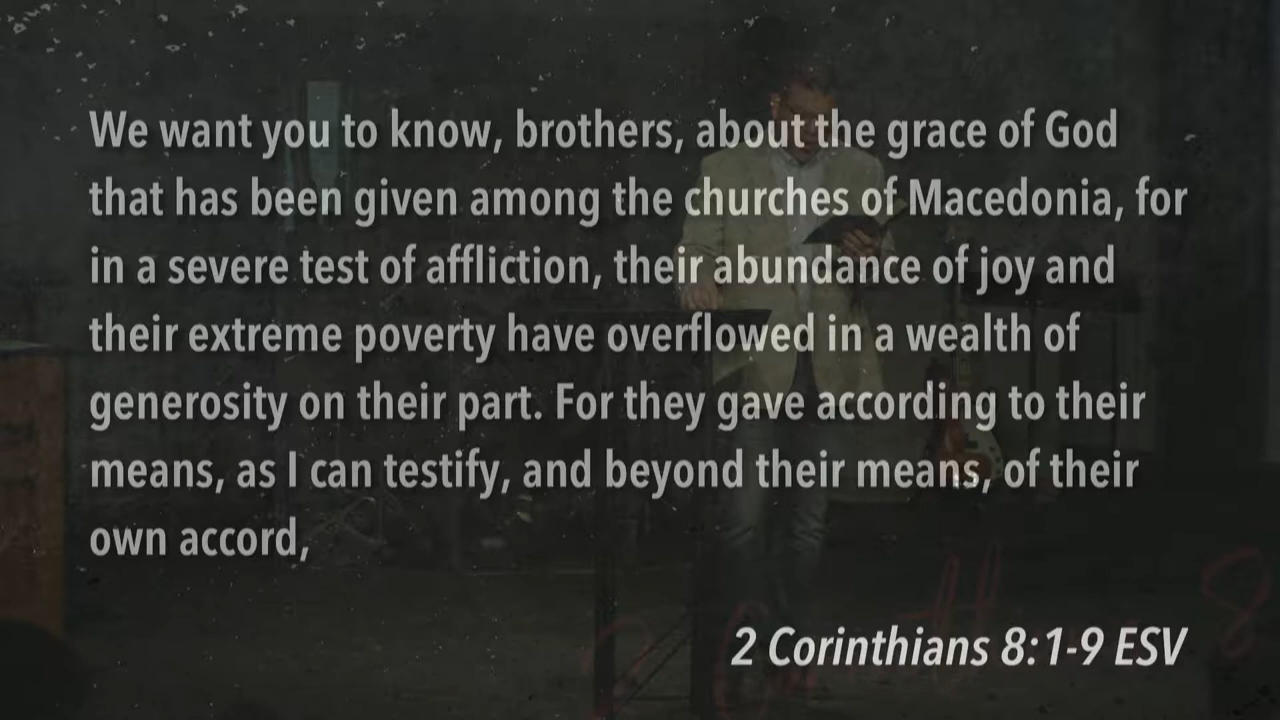 We want you to know, brothers, about the grace of God
that has been given among the churches of Macedonia, for
in a severe test of affliction, their abundance of joy and
their extreme poverty have overflowed in a wealth of
generosity on their part. For they gave according to their
means, as I can testify, and beyond their means, of their
own accord,
2 Corinthians 8:1-9 ESV